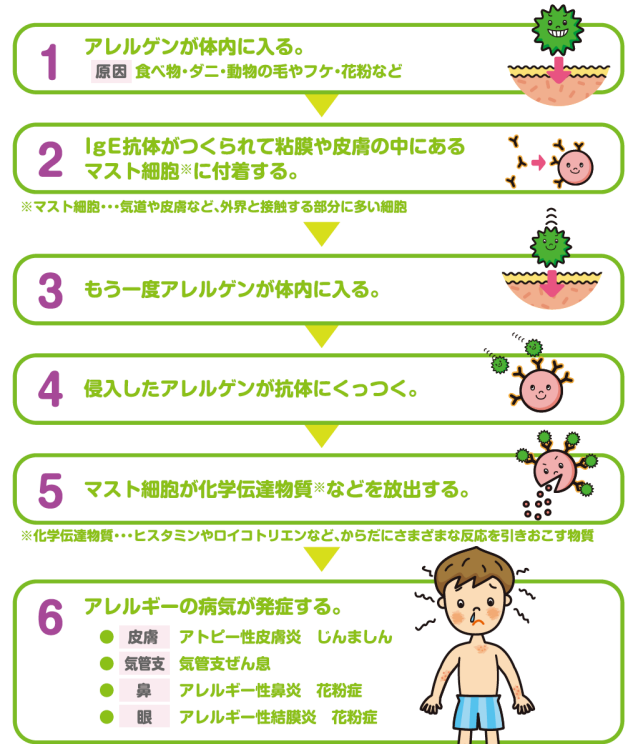 1
アレルゲンが体内に入る。
原因 食べ物・ダニ・動物の毛やフケ・花粉など
2
IgE抗体がつくられて粘膜や皮膚の中にある
マスト細胞※に付着する。
※マスト細胞・・・気道や皮膚など、外界と接触する部分に多い細胞
3
もう一度アレルゲンが体内に入る。
4
侵入したアレルゲンが抗体にくっつく。
5
マスト細胞が化学伝達物質※などを放出する。
※化学伝達物質・・・ヒスタミンやロイコトリエンなど、からだにさまざまな反応を引きおこす物質
6
アレルギーの病気が発症する。
● 皮膚 アトピー性皮膚炎 じんましん
● 気管支 気管支ぜん息
● 鼻 アレルギー性鼻炎 花粉症
● 眼 アレルギー性結膜炎 花粉症